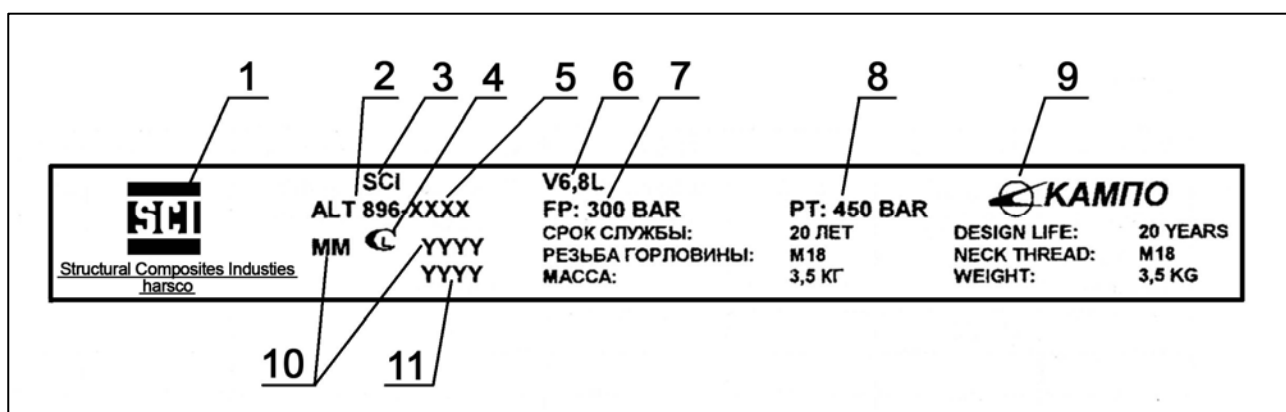 1 2 3 4 5 6 7 8 9
SCI
Structural Composites Industies
harsco
SCI
ALT 896-XXXX
MM CL YYYY
YYYY
V6,8L
FP: 300 BAR PT: 450 BAR
СРОК СЛУЖБЫ: 20 ЛЕТ
РЕЗЬБА ГОРЛОВИНЫ: М18
МАССА: 3,5 КГ
КАМПО
DESIGN LIFE: 20 YEARS
NECK THREAD: M18
WEIGHT: 3,5 KG
10 11